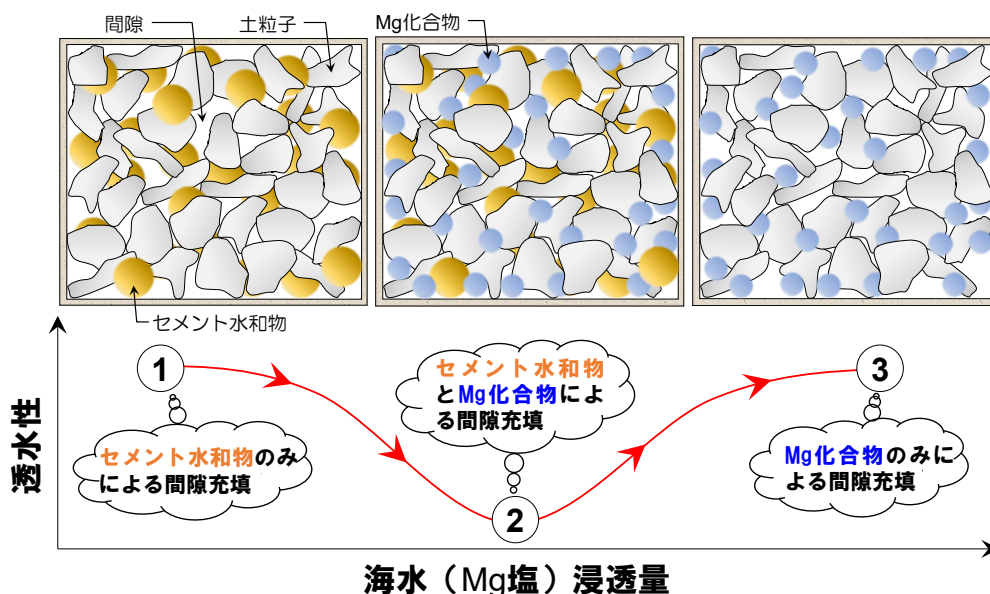 間隙
土粒子
Mg化合物
セメント水和物
透水性
1
セメント水和物のみ
による間隙充填
セメント水和物
とMg化合物によ
る間隙充填
2
3
Mg化合物のみに
よる間隙充填
海水（Mg塩）浸透量